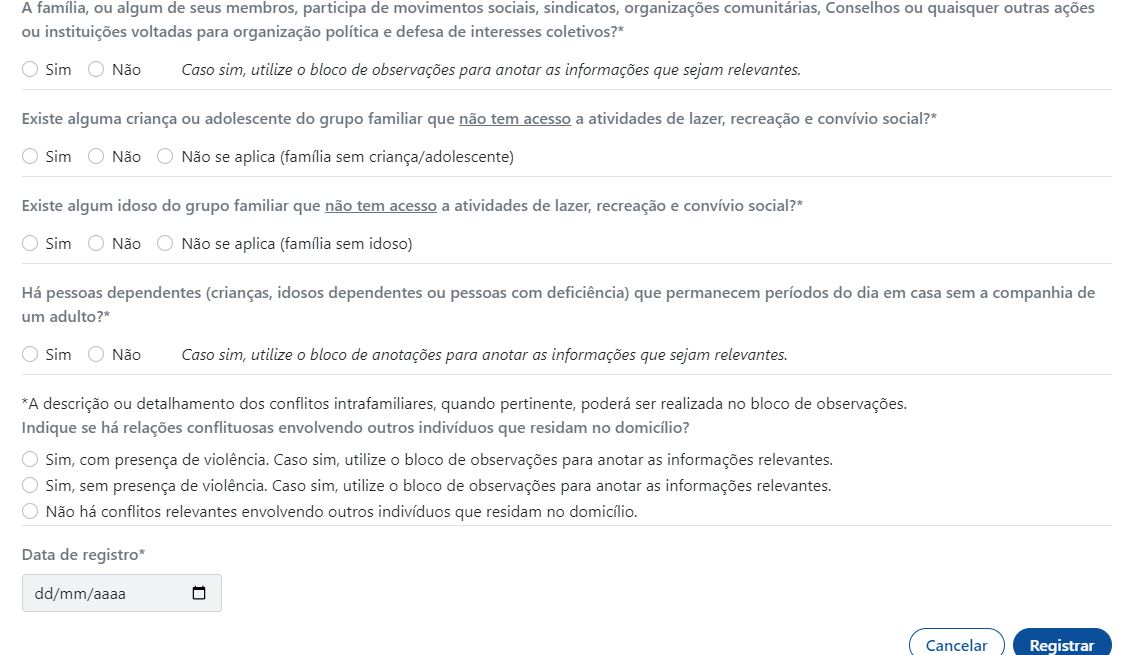 A família, ou algum de seus membros, participa de movimentos sociais, sindicatos, organizações comunitárias, Conselhos ou quaisquer outras ações
ou instituições voltadas para organização política e defesa de interesses coletivos?*
Sim Não Caso sim, utilize o bloco de observações para anotar as informações que sejam relevantes.
Existe alguma criança ou adolescente do grupo familiar que não tem acesso a atividades de lazer, recreação e convívio social?*
Sim Não Não se aplica (família sem criança/adolescente)
Existe algum idoso do grupo familiar que não tem acesso a atividades de lazer, recreação e convívio social?*
Sim Não Não se aplica (família sem idoso)
Há pessoas dependentes (crianças, idosos dependentes ou pessoas com deficiência) que permanecem períodos do dia em casa sem a companhia de
um adulto?*
Sim Não Caso sim, utilize o bloco de anotações para anotar as informações que sejam relevantes.
*A descrição ou detalhamento dos conflitos intrafamiliares, quando pertinente, poderá ser realizada no bloco de observações.
Indique se há relações conflituosas envolvendo outros indivíduos que residam no domicílio?
Sim, com presença de violência. Caso sim, utilize o bloco de observações para anotar as informações relevantes.
Sim, sem presença de violência. Caso sim, utilize o bloco de observações para anotar as informações relevantes.
Não há conflitos relevantes envolvendo outros indivíduos que residam no domicílio.
Data de registro*
dd/mm/aaaa
Cancelar Registrar